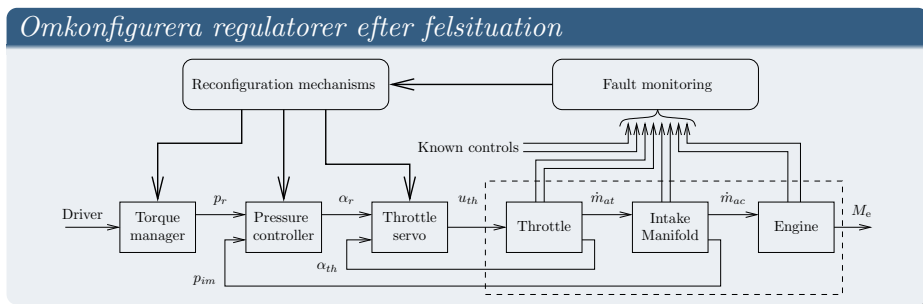 Omkonfigurera regulatorer efter felsituation
Reconfiguration mechanisms
Fault monitoring
Known controls
Driver
Torque
manager
p_r
Pressure
controller
α_r
Throttle
servo
u_th
Throttle
ṁ_at
Intake
Manifold
ṁ_ac
Engine
M_e
α_th
p_im